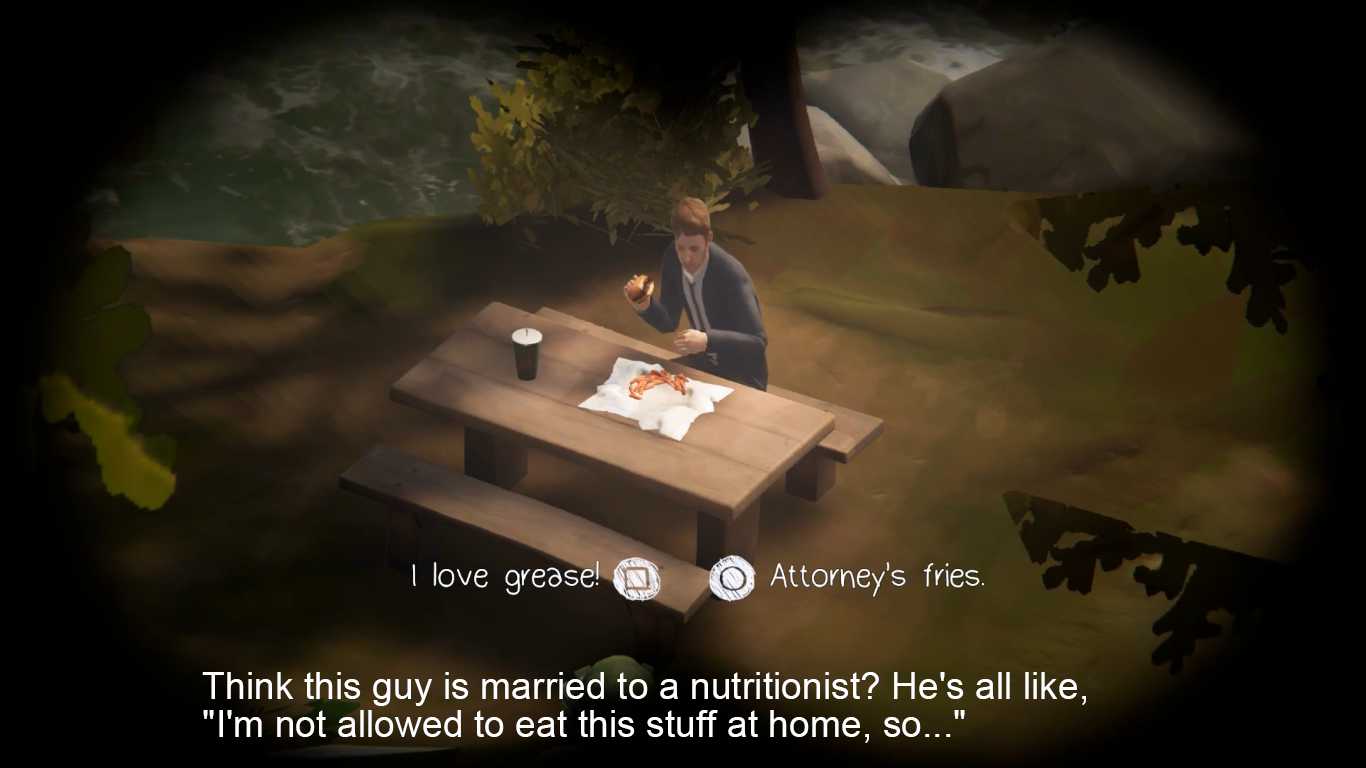 I love grease! Attorney's fries.
Think this guy is married to a nutritionist? He's all like,
"I'm not allowed to eat this stuff at home, so..."